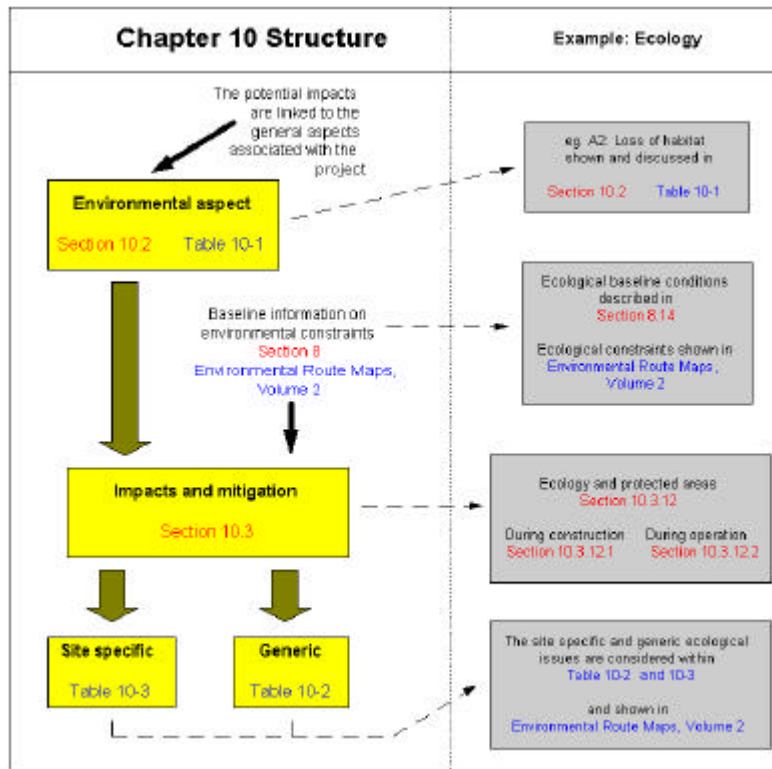 Chapter 10 Structure
Example: Ecology
The potential impacts
are linked to the
general aspects
associated with the
project
Environmental aspect
Section 10.2 Table 10-1
eg. A2: Loss of habitat
shown and discussed in
Section 10.2 Table 10-1
Baseline information on
environmental constraints
Section 8
Environmental Route Maps,
Volume 2
Ecological baseline conditions
described in
Section 8.14
Ecological constraints shown in
Environmental Route Maps,
Volume 2
Impacts and mitigation
Section 10.3
Ecology and protected areas
Section 10.3.12
During construction During operation
Section 10.3.12.1 Section 10.3.12.2
Site specific
Table 10-3
Generic
Table 10-2
The site specific and generic ecological
issues are considered within
Table 10-2 and 10-3
and shown in
Environmental Route Maps, Volume 2